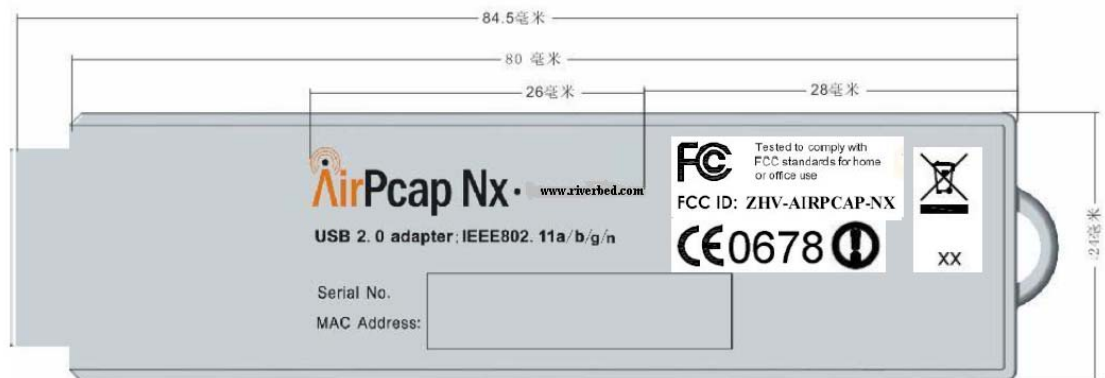 84.5毫米
80 毫米
26毫米
28毫米
FC
Tested to comply with
FCC standards for home
or office use
AirPcap Nx · www.riverbed.com
FCC ID: ZHV-AIRPCAP-NX
USB 2.0 adapter; IEEE802.11a/b/g/n
CE0678
XX
24毫米
Serial No.
MAC Address: